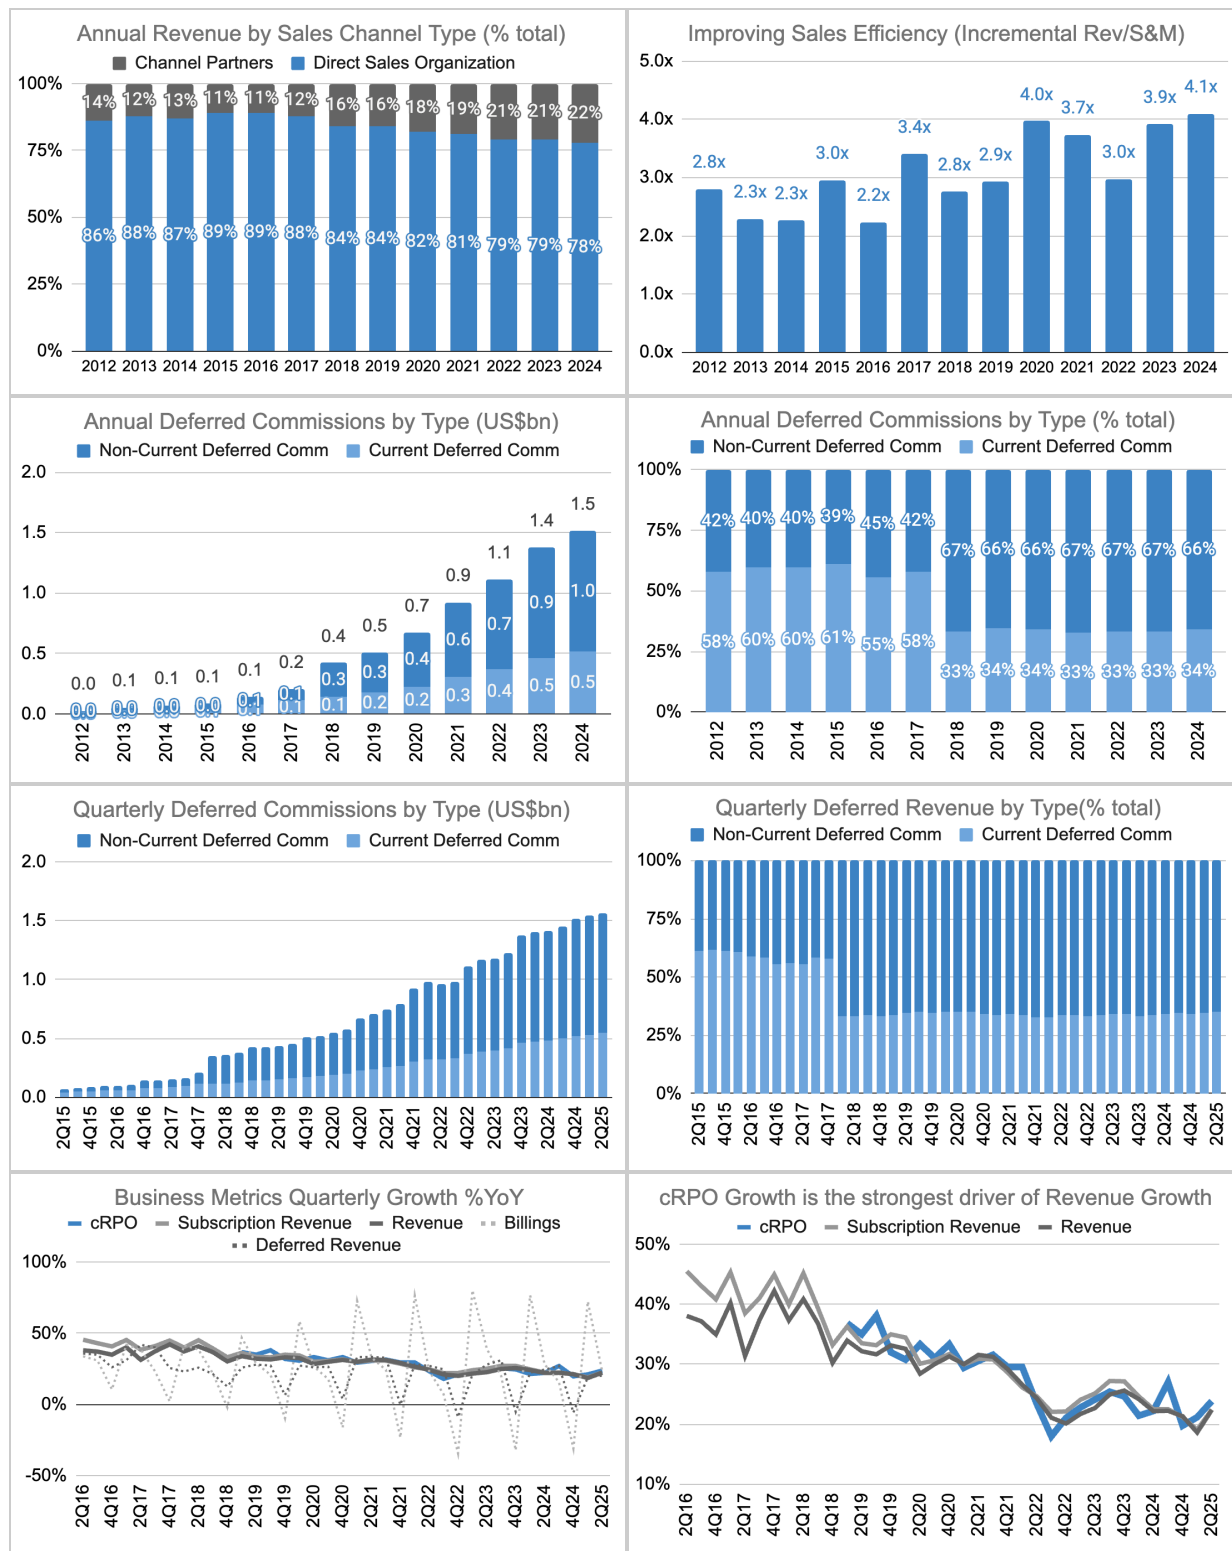 Annual Revenue by Sales Channel Type (% total)
Channel Partners Direct Sales Organization
100%
75%
50%
25%
0%
14% 12% 13% 11% 11% 12% 16% 16% 18% 19% 21% 21% 22%
86% 88% 87% 89% 89% 88% 84% 84% 82% 81% 79% 79% 78%
2012 2013 2014 2015 2016 2017 2018 2019 2020 2021 2022 2023 2024
Improving Sales Efficiency (Incremental Rev/S&M)
5.0x
4.0x
3.0x
2.0x
1.0x
0.0x
2.8x 2.3x 2.3x 3.0x 2.2x 3.4x 2.8x 2.9x 4.0x 3.7x 3.0x 3.9x 4.1x
2012 2013 2014 2015 2016 2017 2018 2019 2020 2021 2022 2023 2024
Annual Deferred Commissions by Type (US$bn)
Non-Current Deferred Comm Current Deferred Comm
2.0
1.5
1.0
0.5
0.0
0.0 0.1 0.1 0.1 0.1 0.2 0.4 0.5 0.7 0.9 1.1 1.4 1.5
0.0 0.0 0.0 0.0 0.1 0.1 0.3 0.3 0.4 0.6 0.7 0.9 1.0
0.1 0.1 0.1 0.2 0.2 0.3 0.4 0.5 0.5
2012 2013 2014 2015 2016 2017 2018 2019 2020 2021 2022 2023 2024
Annual Deferred Commissions by Type (% total)
Non-Current Deferred Comm Current Deferred Comm
100%
75%
50%
25%
0%
42% 40% 40% 39% 45% 42% 67% 66% 66% 67% 67% 67% 66%
58% 60% 60% 61% 55% 58% 33% 34% 34% 33% 33% 33% 34%
2012 2013 2014 2015 2016 2017 2018 2019 2020 2021 2022 2023 2024
Quarterly Deferred Commissions by Type (US$bn)
Non-Current Deferred Comm Current Deferred Comm
2.0
1.5
1.0
0.5
0.0
2Q15 4Q15 2Q16 4Q16 2Q17 4Q17 2Q18 4Q18 2Q19 4Q19 2Q20 4Q20 2Q21 4Q21 2Q22 4Q22 2Q23 4Q23 2Q24 4Q24 2Q25
Quarterly Deferred Revenue by Type(% total)
Non-Current Deferred Comm Current Deferred Comm
100%
75%
50%
25%
0%
2Q15 4Q15 2Q16 4Q16 2Q17 4Q17 2Q18 4Q18 2Q19 4Q19 2Q20 4Q20 2Q21 4Q21 2Q22 4Q22 2Q23 4Q23 2Q24 4Q24 2Q25
Business Metrics Quarterly Growth %YoY
cRPO Subscription Revenue Revenue Billings
Deferred Revenue
100%
50%
0%
-50%
2Q16 4Q16 2Q17 4Q17 2Q18 4Q18 2Q19 4Q19 2Q20 4Q20 2Q21 4Q21 2Q22 4Q22 2Q23 4Q23 2Q24 4Q24 2Q25
cRPO Growth is the strongest driver of Revenue Growth
cRPO Subscription Revenue Revenue
50%
40%
30%
20%
10%
2Q16 4Q16 2Q17 4Q17 2Q18 4Q18 2Q19 4Q19 2Q20 4Q20 2Q21 4Q21 2Q22 4Q22 2Q23 4Q23 2Q24 4Q24 2Q25